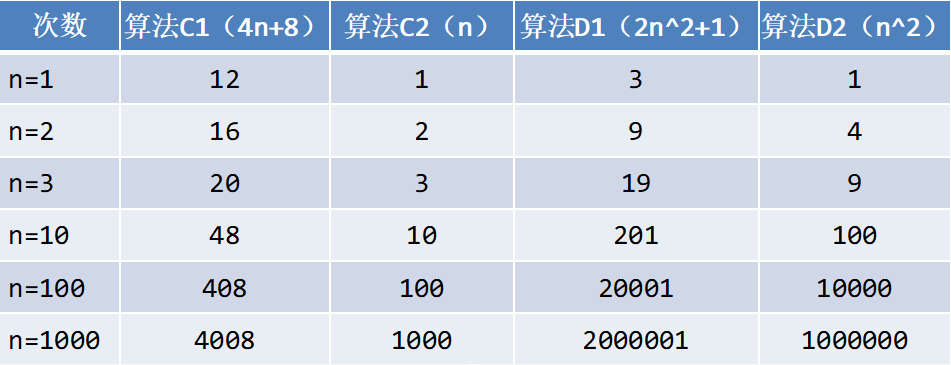 次数 算法C1（4n+8） 算法C2（n） 算法D1（2n^2+1） 算法D2（n^2）
n=1 12 1 3 1
n=2 16 2 9 4
n=3 20 3 19 9
n=10 48 10 201 100
n=100 408 100 20001 10000
n=1000 4008 1000 2000001 1000000